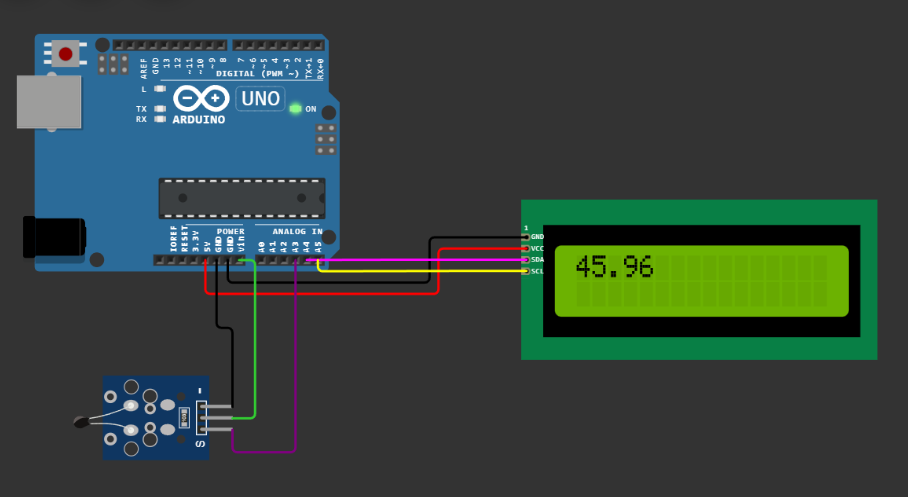 AREF
GND
13
12
~11
~10
~9
8
7
~6
~5
4
~3
2
TX→1
RX←0
DIGITAL (PWM ~)
L
TX
RX
UNO
ON
ARDUINO
POWER
ANALOG IN
IOREF
RESET
3.3V
5V
GND
GND
Vin
A0
A1
A2
A3
A4
A5
1
GND
VCC
SDA
SCL
45.96
-
S